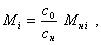 M_i = c_0/c_n M_ni ,